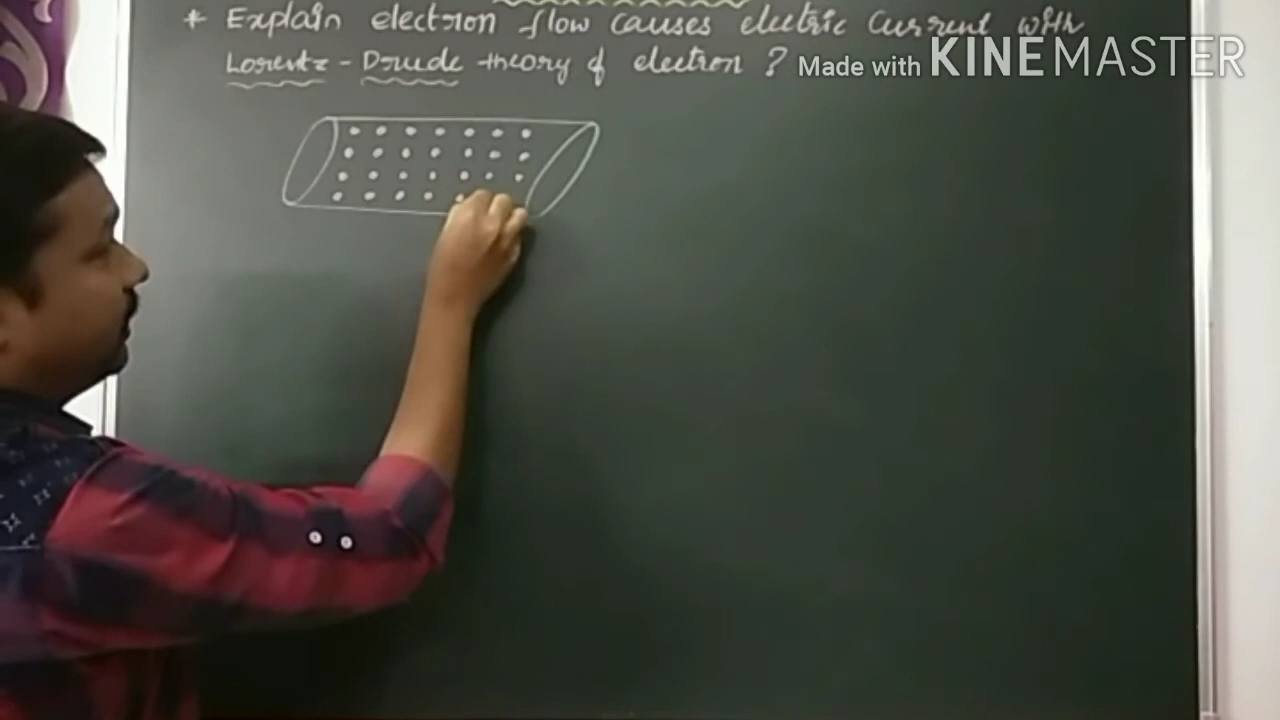 * Explain electron flow causes electric current with
Lorentz - Drude theory of electron ?
Made with KINEMASTER